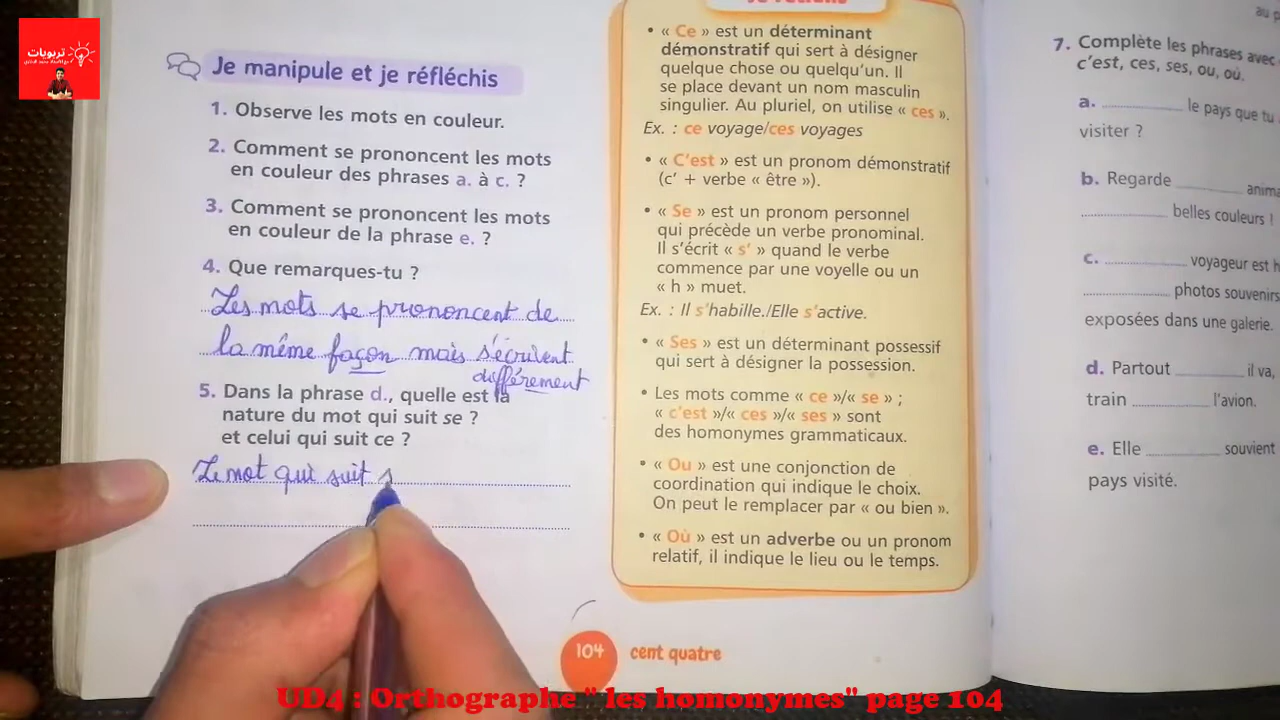 تربويات
Je manipule et je réfléchis
1. Observe les mots en couleur.
2. Comment se prononcent les mots
en couleur des phrases a. à c. ?
3. Comment se prononcent les mots
en couleur de la phrase e. ?
4. Que remarques-tu ?
Les mots se prononcent de
la même façon mais s'écrivent
différement
5. Dans la phrase d., quelle est la
nature du mot qui suit se ?
et celui qui suit ce ?
Le mot qui suit s
• « Ce » est un déterminant
démonstratif qui sert à désigner
quelque chose ou quelqu'un. Il
se place devant un nom masculin
singulier. Au pluriel, on utilise « ces ».
Ex. : ce voyage/ces voyages
• « C'est » est un pronom démonstratif
(c' + verbe « être »).
• « Se » est un pronom personnel
qui précède un verbe pronominal.
Il s'écrit « s' » quand le verbe
commence par une voyelle ou un
« h » muet.
Ex. : Il s'habille./Elle s'active.
• « Ses » est un déterminant possessif
qui sert à désigner la possession.
• Les mots comme « ce »/« se » ;
« c'est »/« ces »/« ses » sont
des homonymes grammaticaux.
• « Ou » est une conjonction de
coordination qui indique le choix.
On peut le remplacer par « ou bien ».
• « Où » est un adverbe ou un pronom
relatif, il indique le lieu ou le temps.
104 cent quatre
au p
7. Complète les phrases avec
c'est, ces, ses, ou, où.
a. .......... le pays que tu
visiter ?
b. Regarde .......... anima
.......... belles couleurs !
c. .......... voyageur est h
.......... photos souvenirs
exposées dans une galerie.
d. Partout .......... il va,
train .......... l'avion.
e. Elle .......... souvient
pays visité.
UD4 : Orthographe " les homonymes" page 104